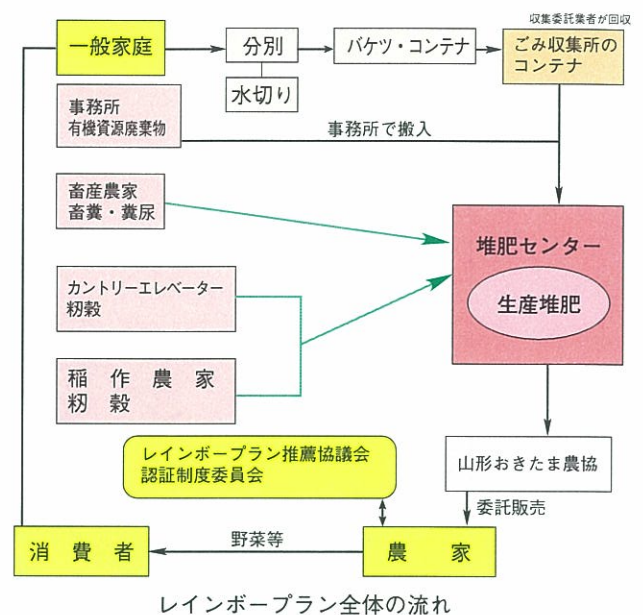 収集委託業者が回収
一般家庭
分別
バケツ・コンテナ
ごみ収集所の
コンテナ
水切り
事務所
有機資源廃棄物
事務所で搬入
畜産農家
畜糞・糞尿
堆肥センター
生産堆肥
カントリーエレベーター
籾穀
稲作農家
籾穀
レインボープラン推薦協議会
認証制度委員会
山形おきたま農協
委託販売
消費者
野菜等
農家
レインボープラン全体の流れ